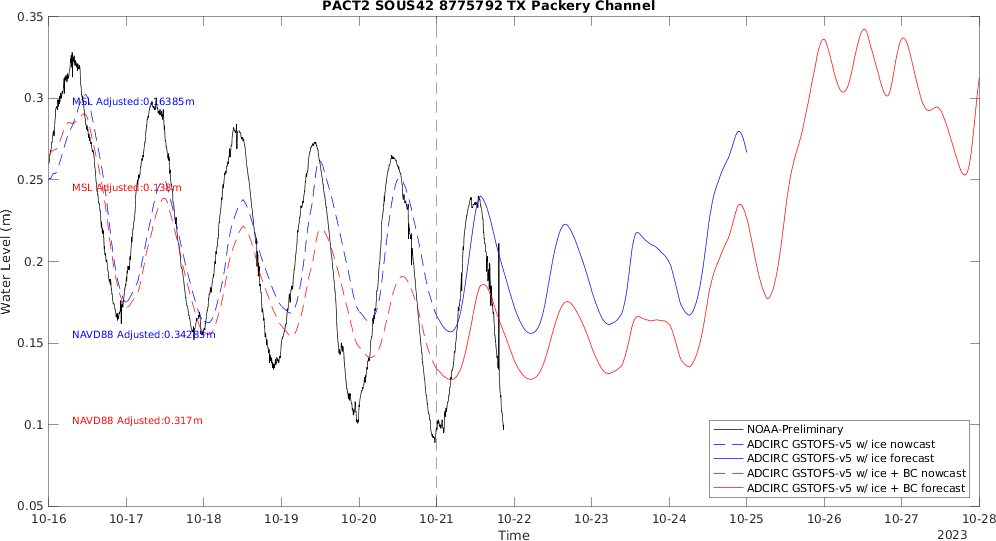 PACT2 SOUS42 8775792 TX Packery Channel
Water Level (m)
0.35
0.3
0.25
0.2
0.15
0.1
0.05
MSL Adjusted:0.16385m
MSL Adjusted:0.138m
NAVD88 Adjusted:0.34285m
NAVD88 Adjusted:0.317m
NOAA-Preliminary
ADCIRC GSTOFS-v5 w/ ice nowcast
ADCIRC GSTOFS-v5 w/ ice forecast
ADCIRC GSTOFS-v5 w/ ice + BC nowcast
ADCIRC GSTOFS-v5 w/ ice + BC forecast
10-16 10-17 10-18 10-19 10-20 10-21 10-22 10-23 10-24 10-25 10-26 10-27 10-28
Time
2023